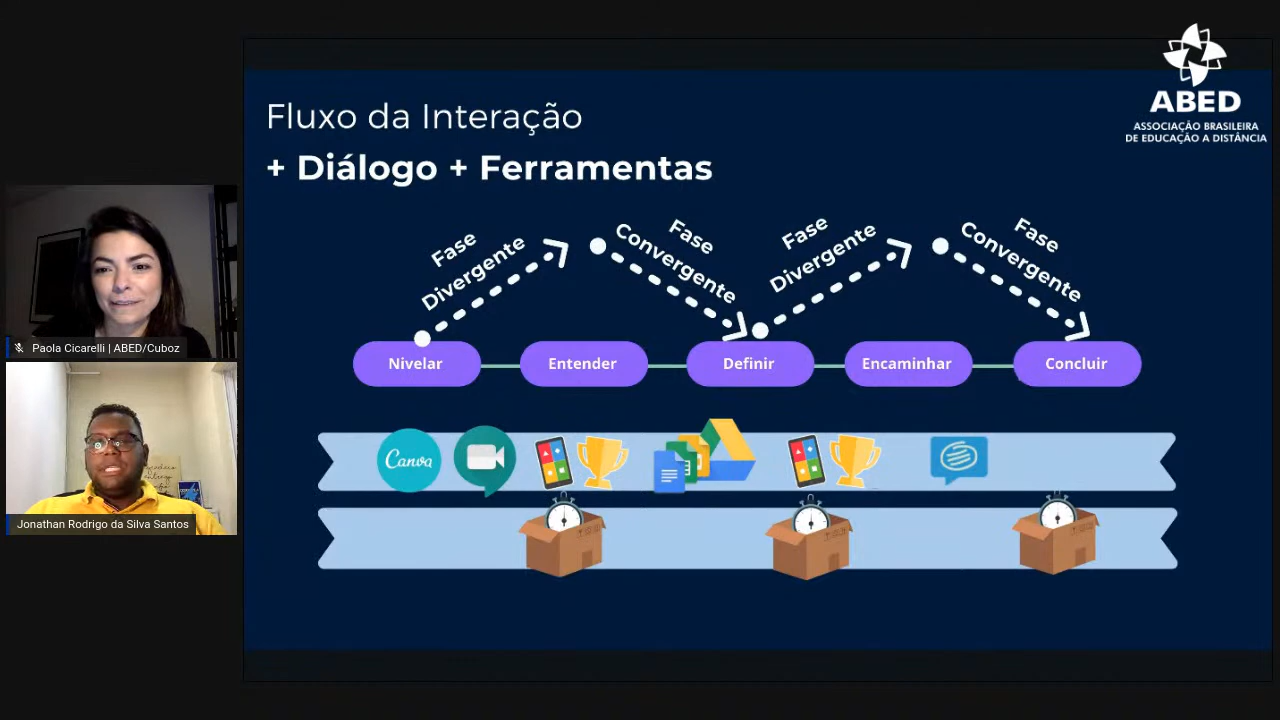 ABED
ASSOCIAÇÃO BRASILEIRA
DE EDUCAÇÃO A DISTÂNCIA
Fluxo da Interação
+ Diálogo + Ferramentas
Fase
Divergente
Fase
Convergente
Fase
Divergente
Fase
Convergente
Nivelar
Entender
Definir
Encaminhar
Concluir
Canva
Paola Cicarelli | ABED/Cuboz
Jonathan Rodrigo da Silva Santos